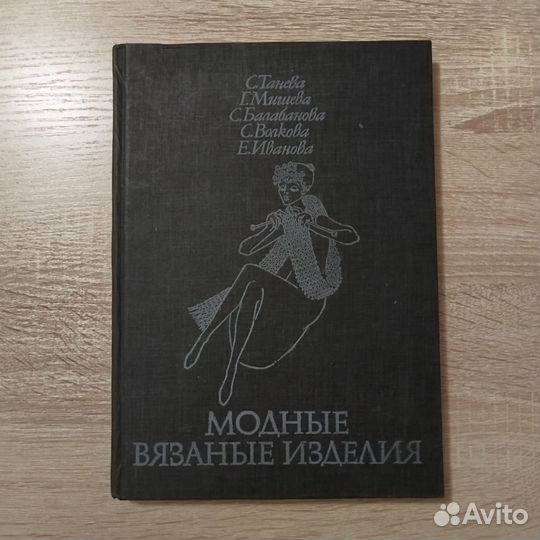 С.Танева
Г.Мишева
С.Балабанова
С.Волкова
Е.Иванова
МОДНЫЕ
ВЯЗАНЫЕ ИЗДЕЛИЯ
Avito